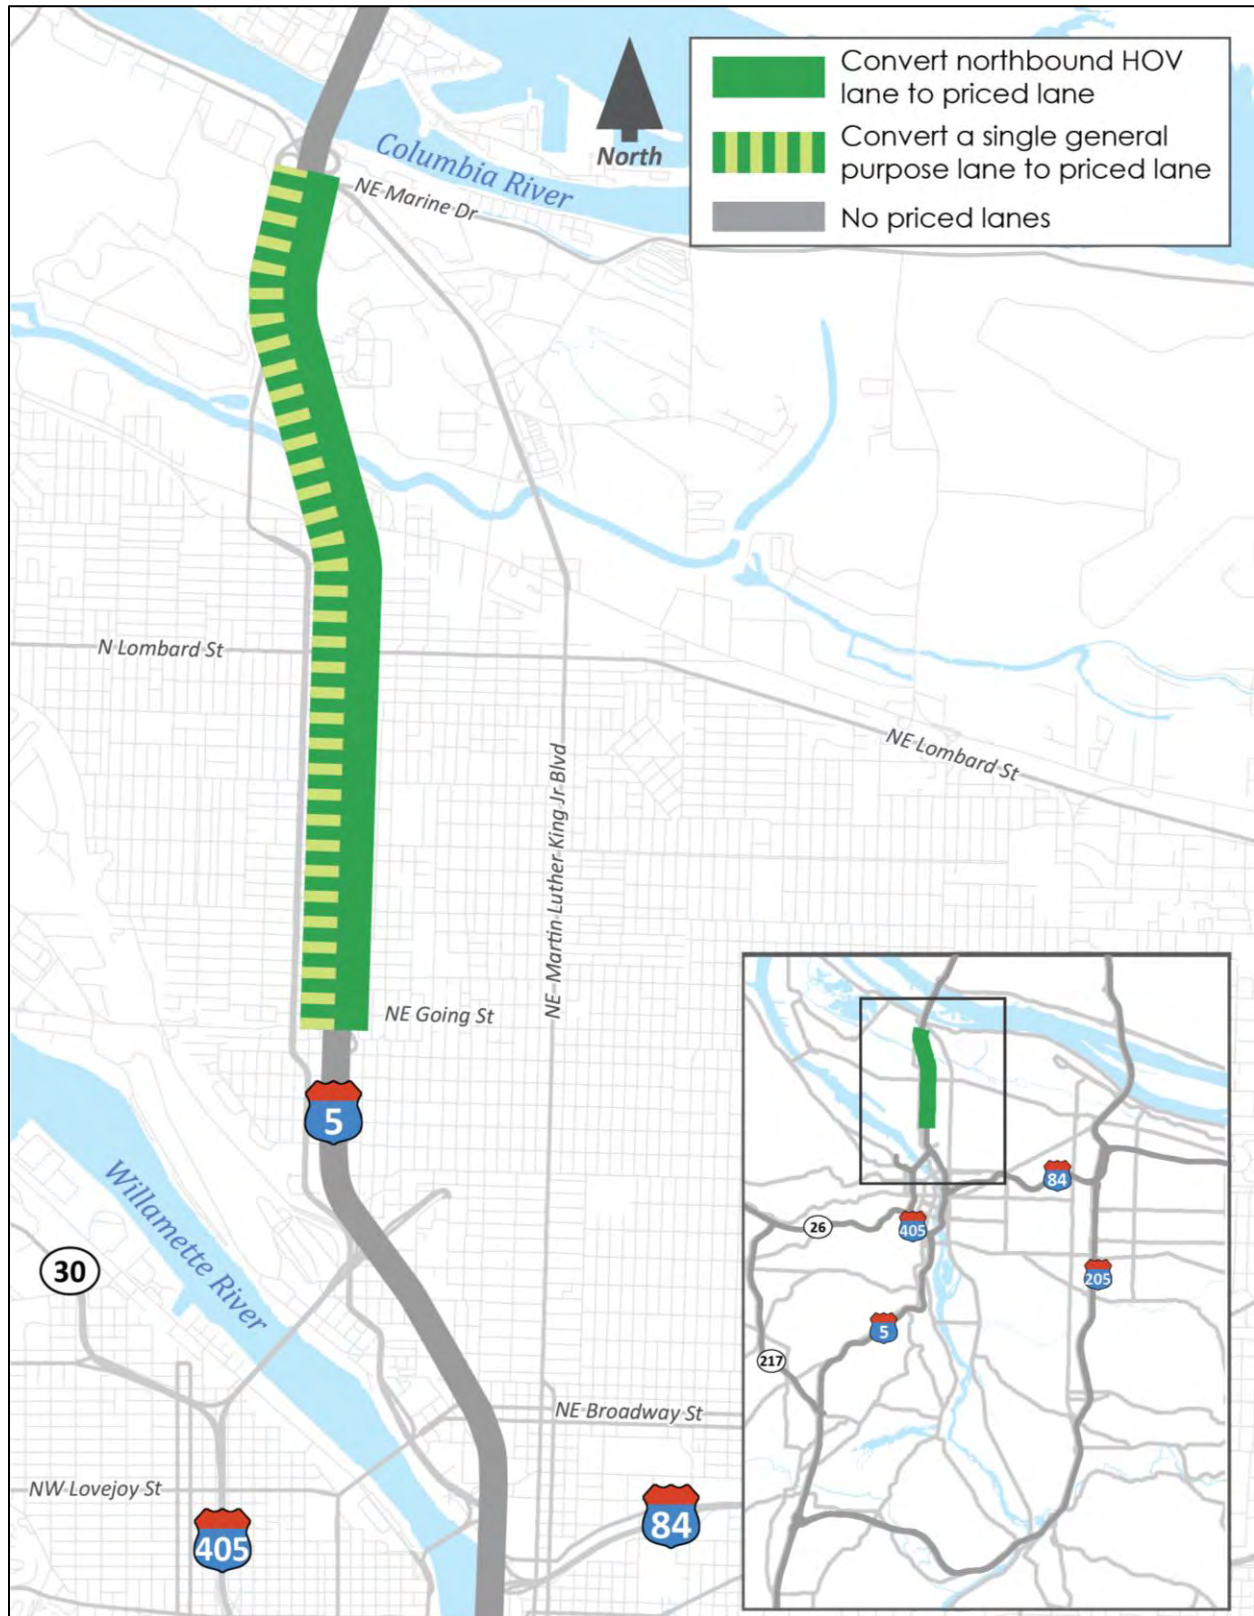 Convert northbound HOV
lane to priced lane
Convert a single general
purpose lane to priced lane
No priced lanes
North
Columbia River
NE Marine Dr
N Lombard St
NE Lombard St
NE Martin Luther King Jr Blvd
NE Going St
5
Willamette River
30
NE Broadway St
NW Lovejoy St
405
84
84
26
405
205
5
217